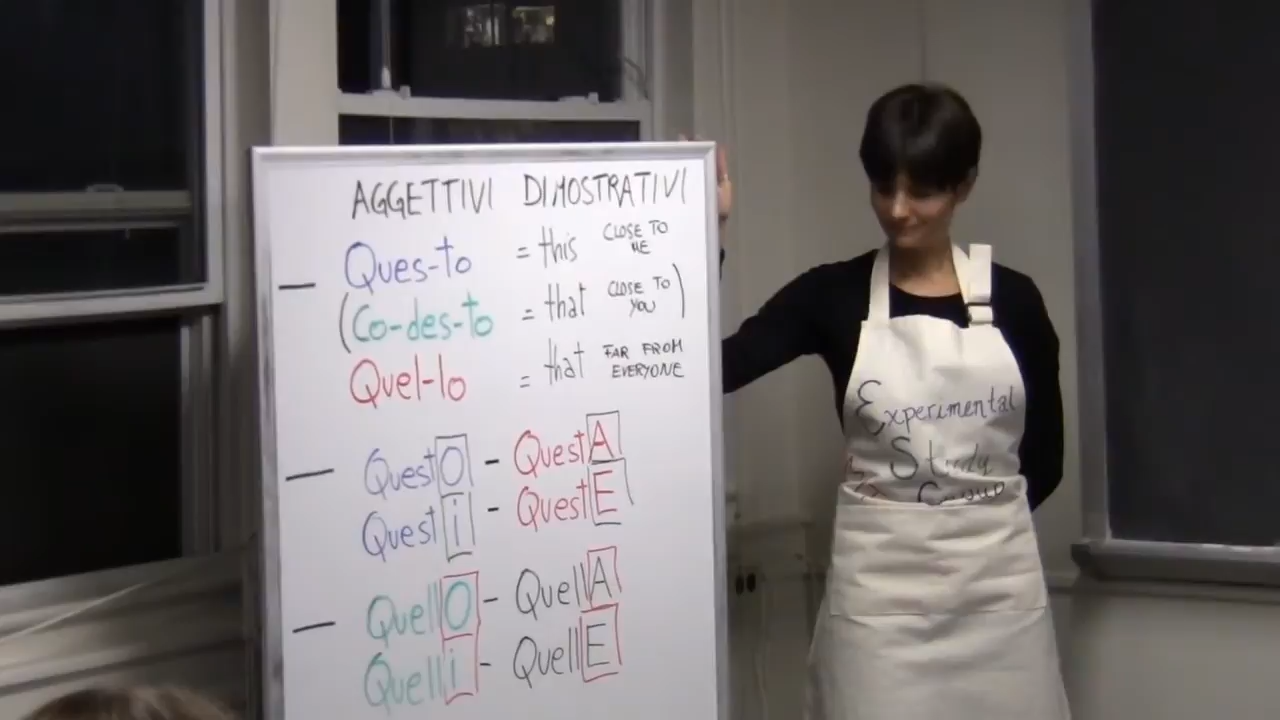 AGGETTIVI DIMOSTRATIVI
Ques-to = this CLOSE TO ME
(Co-des-to = that CLOSE TO YOU)
Quel-lo = that FAR FROM EVERYONE
QuestO - QuestA
Questi - QuestE
QuellO - QuellA
Quelli - QuellE
Experimental
Study
Group